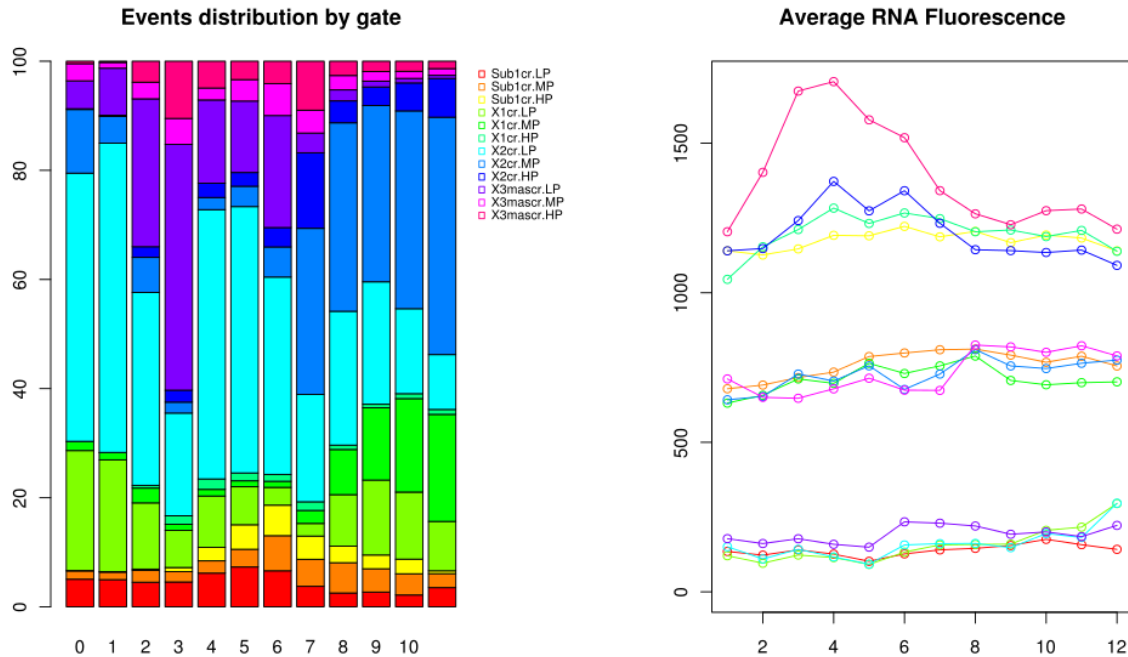 Events distribution by gate
100
80
60
40
20
0
0 1 2 3 4 5 6 7 8 9 10
Sub1cr.LP
Sub1cr.MP
Sub1cr.HP
X1cr.LP
X1cr.MP
X1cr.HP
X2cr.LP
X2cr.MP
X2cr.HP
X3mascr.LP
X3mascr.MP
X3mascr.HP
Average RNA Fluorescence
1500
1000
500
0
2 4 6 8 10 12